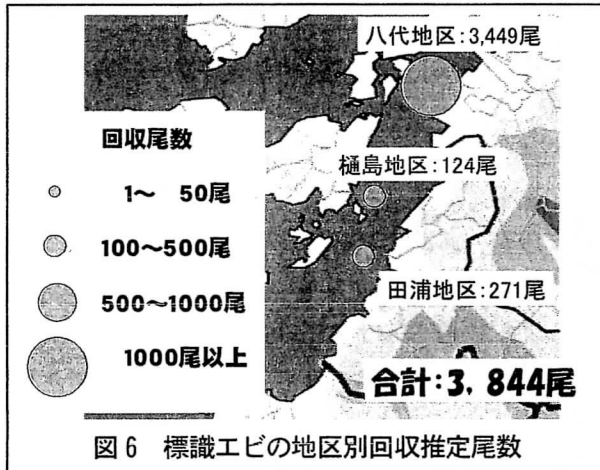 八代地区:3,449尾
回収尾数
樋島地区:124尾
1～ 50尾
100～500尾
500～1000尾
田浦地区:271尾
1000尾以上
合計:3,844尾
図6 標識エビの地区別回収推定尾数